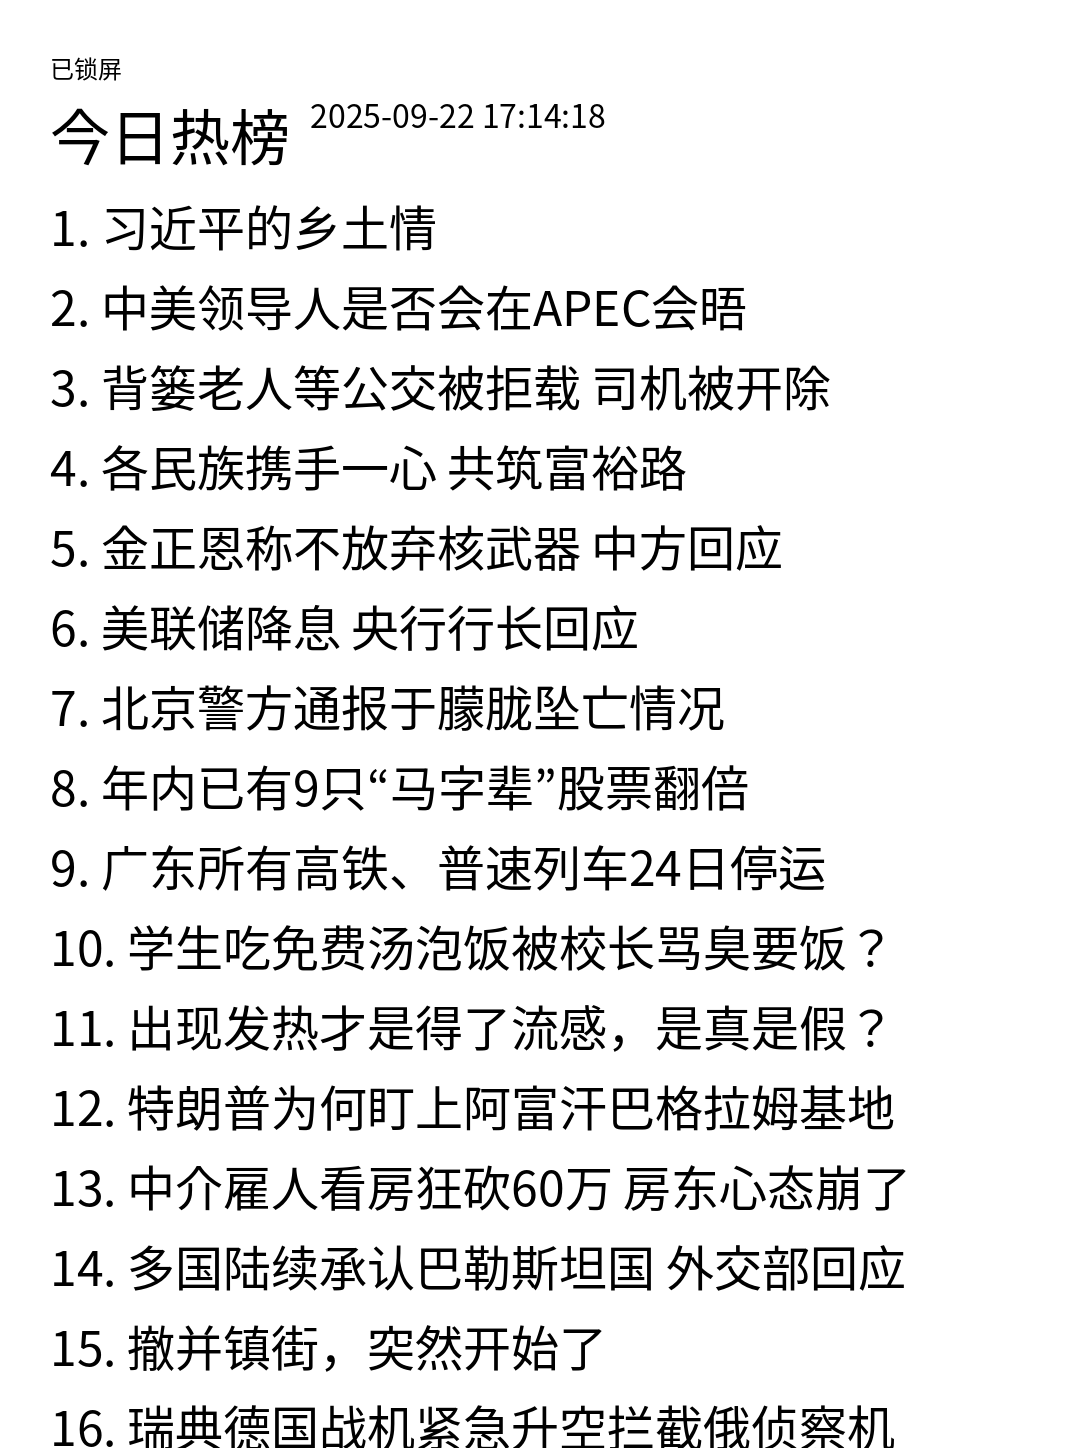 已锁屏
今日热榜 2025-09-22 17:14:18
1. 习近平的乡土情
2. 中美领导人是否会在APEC会晤
3. 背篓老人等公交被拒载 司机被开除
4. 各民族携手一心 共筑富裕路
5. 金正恩称不放弃核武器 中方回应
6. 美联储降息 央行行长回应
7. 北京警方通报于朦胧坠亡情况
8. 年内已有9只“马字辈”股票翻倍
9. 广东所有高铁、普速列车24日停运
10. 学生吃免费汤泡饭被校长骂臭要饭？
11. 出现发热才是得了流感，是真是假？
12. 特朗普为何盯上阿富汗巴格拉姆基地
13. 中介雇人看房狂砍60万 房东心态崩了
14. 多国陆续承认巴勒斯坦国 外交部回应
15. 撤并镇街，突然开始了
16. 瑞典德国战机紧急升空拦截俄侦察机